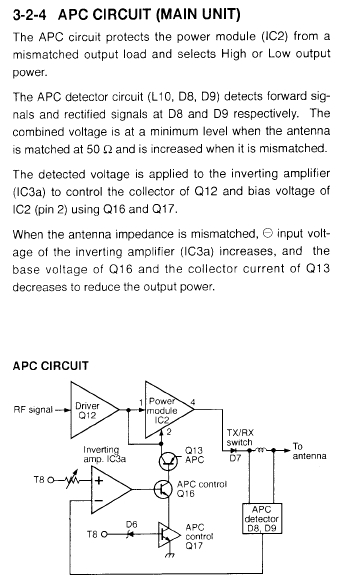 3-2-4 APC CIRCUIT (MAIN UNIT)
The APC circuit protects the power module (IC2) from a
mismatched output load and selects High or Low output
power.
The APC detector circuit (L10, D8, D9) detects forward sig-
nals and rectified signals at D8 and D9 respectively. The
combined voltage is at a minimum level when the antenna
is matched at 50 Ω and is increased when it is mismatched.
The detected voltage is applied to the inverting amplifier
(IC3a) to control the collector of Q12 and bias voltage of
IC2 (pin 2) using Q16 and Q17.
When the antenna impedance is mismatched, ⊖ input volt-
age of the inverting amplifier (IC3a) increases, and the
base voltage of Q16 and the collector current of Q13
decreases to reduce the output power.
APC CIRCUIT
RF signal
Driver
Q12
1
Power
module
IC2
4
2
TX/RX
switch
D7
To
antenna
Q13
APC
Inverting
amp. IC3a
T8
+
−
APC control
Q16
APC
detector
D8, D9
T8
D6
APC
control
Q17